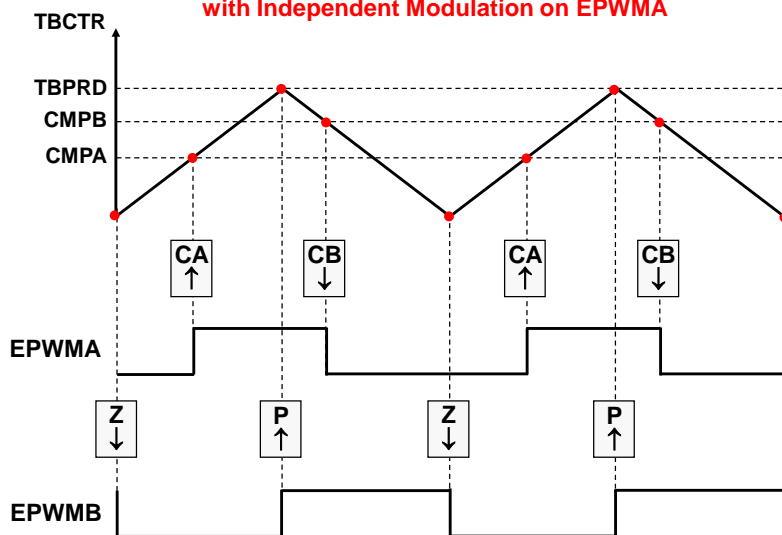 with Independent Modulation on EPWMA
TBCTR
TBPRD
CMPB
CMPA
CA CB CA CB
↑ ↓ ↑ ↓
EPWMA
Z P Z P
↓ ↑ ↓ ↑
EPWMB